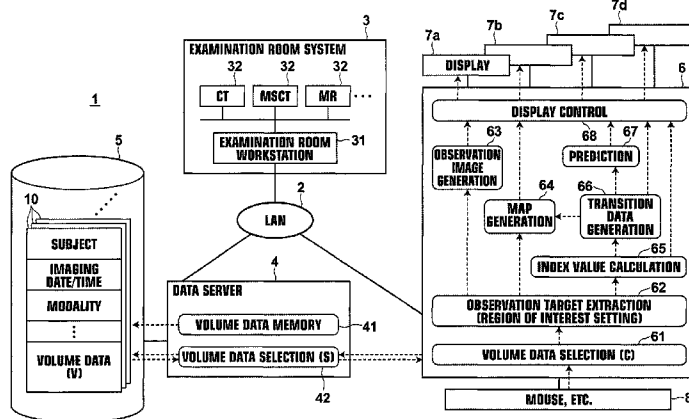 3
EXAMINATION ROOM SYSTEM
32
32
32
CT
MSCT
MR
EXAMINATION ROOM
WORKSTATION
31
1
5
10
SUBJECT
IMAGING
DATE/TIME
MODALITY
VOLUME DATA
(V)
2
LAN
4
DATA SERVER
VOLUME DATA MEMORY
41
VOLUME DATA SELECTION (S)
42
7a
7b
7c
7d
DISPLAY
6
DISPLAY CONTROL
68
63
OBSERVATION
IMAGE
GENERATION
67
PREDICTION
64
MAP
GENERATION
66
TRANSITION
DATA
GENERATION
65
INDEX VALUE CALCULATION
62
OBSERVATION TARGET EXTRACTION
(REGION OF INTEREST SETTING)
61
VOLUME DATA SELECTION (C)
MOUSE, ETC.
8